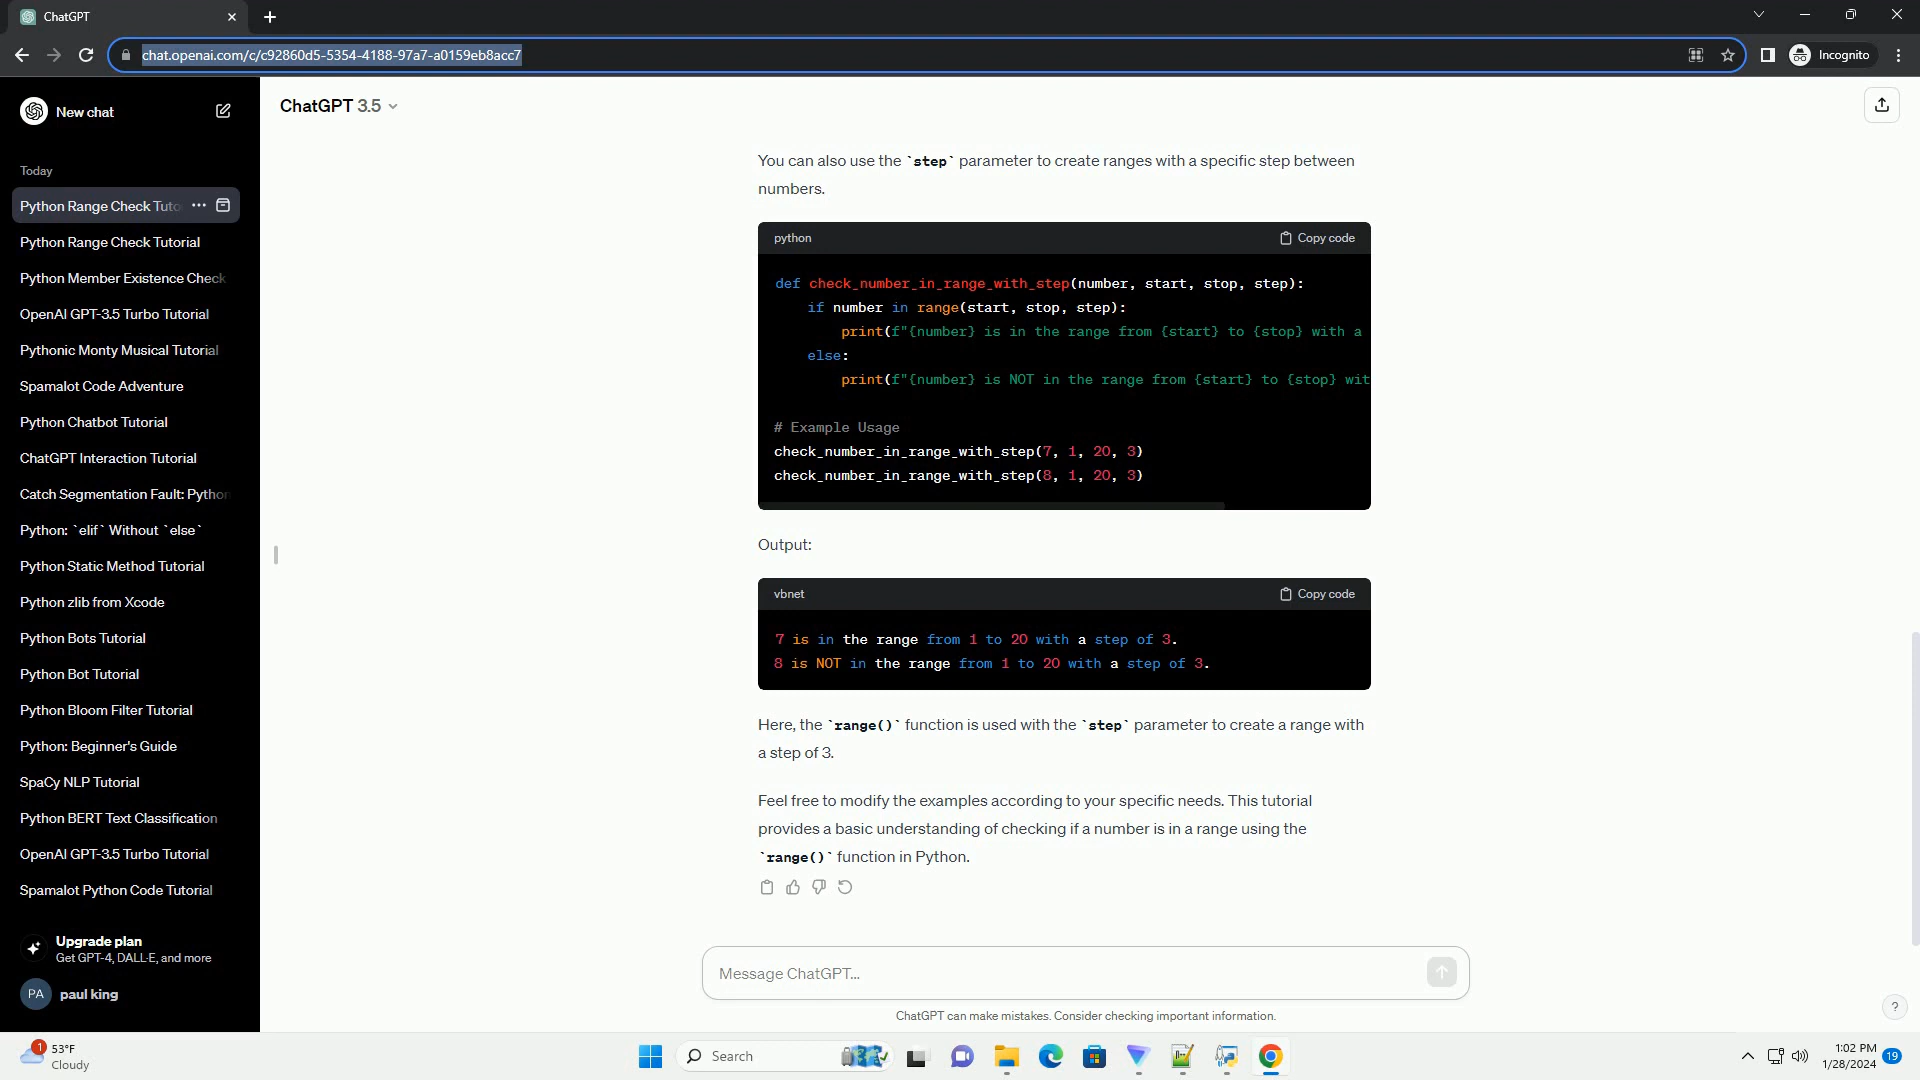 ChatGPT
chat.openai.com/c/c92860d5-5354-4188-97a7-a0159eb8acc7
Incognito
New chat
Today
Python Range Check Tuto
Python Range Check Tutorial
Python Member Existence Check
OpenAI GPT-3.5 Turbo Tutorial
Pythonic Monty Musical Tutorial
Spamalot Code Adventure
Python Chatbot Tutorial
ChatGPT Interaction Tutorial
Catch Segmentation Fault: Python
Python: `elif` Without `else`
Python Static Method Tutorial
Python zlib from Xcode
Python Bots Tutorial
Python Bot Tutorial
Python Bloom Filter Tutorial
Python: Beginner's Guide
SpaCy NLP Tutorial
Python BERT Text Classification
OpenAI GPT-3.5 Turbo Tutorial
Spamalot Python Code Tutorial
Upgrade plan
Get GPT-4, DALL·E, and more
PA paul king
ChatGPT 3.5
You can also use the `step` parameter to create ranges with a specific step between
numbers.
python Copy code
def check_number_in_range_with_step(number, start, stop, step):
if number in range(start, stop, step):
print(f"{number} is in the range from {start} to {stop} with a
else:
print(f"{number} is NOT in the range from {start} to {stop} wit
# Example Usage
check_number_in_range_with_step(7, 1, 20, 3)
check_number_in_range_with_step(8, 1, 20, 3)
Output:
vbnet Copy code
7 is in the range from 1 to 20 with a step of 3.
8 is NOT in the range from 1 to 20 with a step of 3.
Here, the `range()` function is used with the `step` parameter to create a range with
a step of 3.
Feel free to modify the examples according to your specific needs. This tutorial
provides a basic understanding of checking if a number is in a range using the
`range()` function in Python.
Message ChatGPT...
ChatGPT can make mistakes. Consider checking important information.
?
1
53°F
Cloudy
Search
1:02 PM
1/28/2024
19